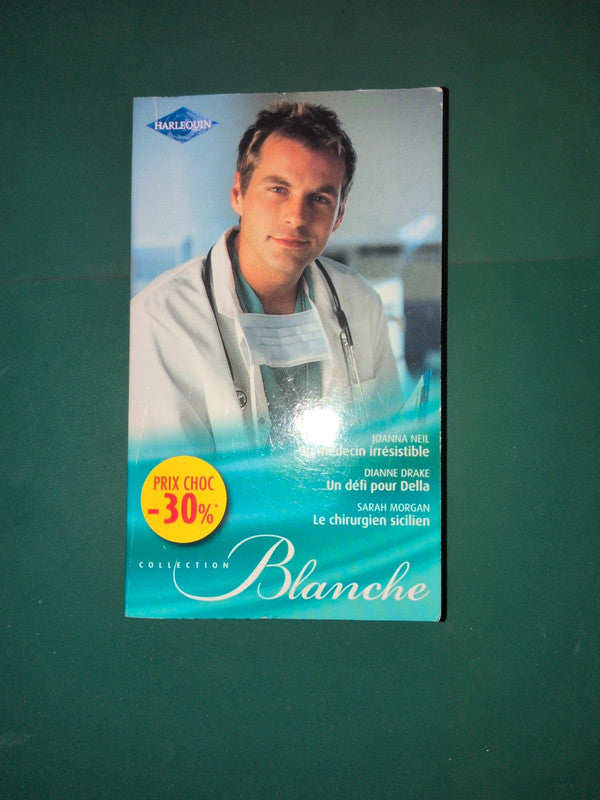 HARLEQUIN
JOANNA NEIL
médecin irrésistible
DIANNE DRAKE
Un défi pour Della
SARAH MORGAN
Le chirurgien sicilien
PRIX CHOC
-30%*
COLLECTION
Blanche